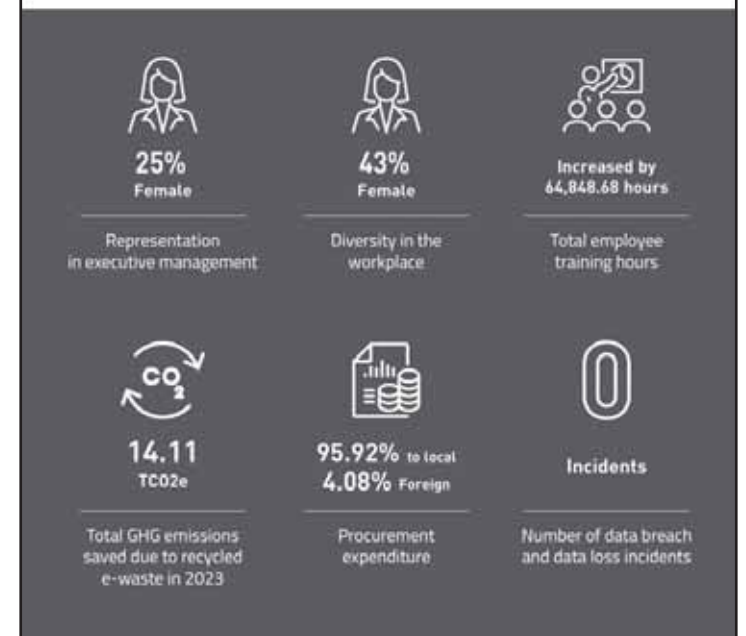 25%
Female
Representation
in executive management
43%
Female
Diversity in the
workplace
Increased by
64,848.68 hours
Total employee
training hours
CO2
14.11
TCO2e
Total GHG emissions
saved due to recycled
e-waste in 2023
95.92% to local
4.08% Foreign
Procurement
expenditure
0
Incidents
Number of data breach
and data loss incidents